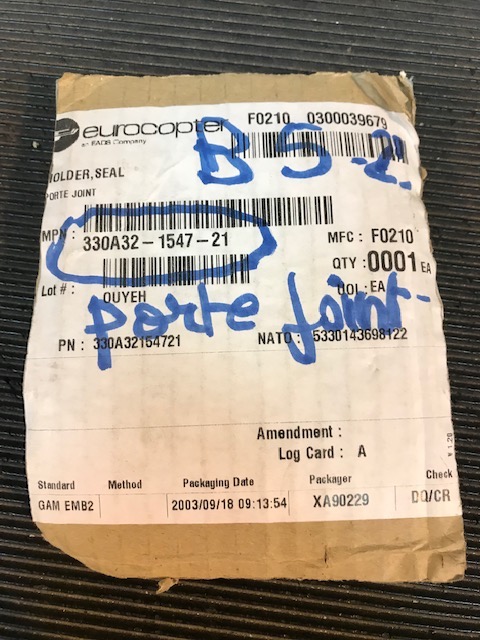 eurocopter
an EADS Company
F0210 0300039679
B 5-2
HOLDER,SEAL
PORTE JOINT
MPN : 330A32-1547-21
MFC : F0210
QTY : 0001 EA
Lot # : OUYEH
UOI : EA
porte joint
PN : 330A32154721
NATO : 5330143698122
Amendment :
Log Card : A
Standard Method Packaging Date Packager Check
GAM EMB2 2003/09/18 09:13:54 XA90229 DQ/CR